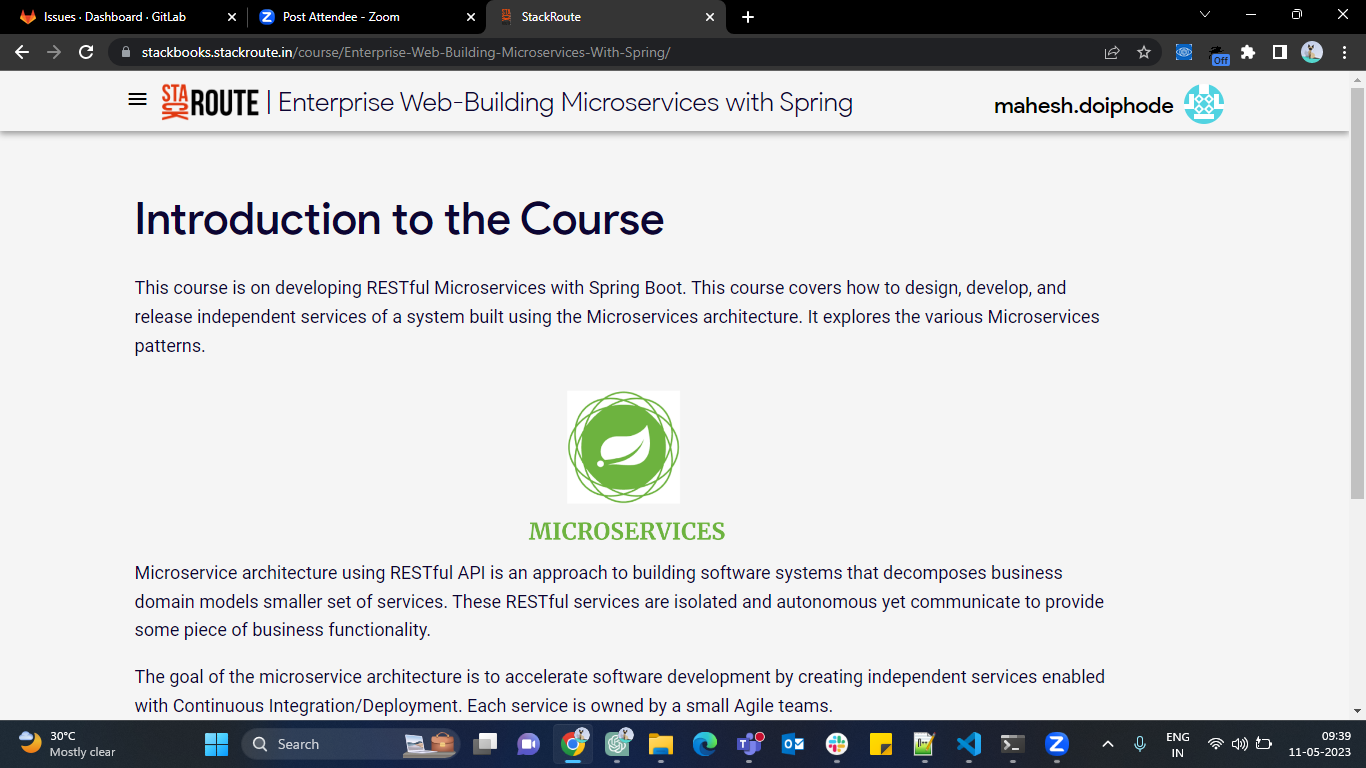 Issues · Dashboard · GitLab
Post Attendee - Zoom
StackRoute
stackbooks.stackroute.in/course/Enterprise-Web-Building-Microservices-With-Spring/
Off
STACK ROUTE | Enterprise Web-Building Microservices with Spring
mahesh.doiphode
Introduction to the Course
This course is on developing RESTful Microservices with Spring Boot. This course covers how to design, develop, and
release independent services of a system built using the Microservices architecture. It explores the various Microservices
patterns.
MICROSERVICES
Microservice architecture using RESTful API is an approach to building software systems that decomposes business
domain models smaller set of services. These RESTful services are isolated and autonomous yet communicate to provide
some piece of business functionality.
The goal of the microservice architecture is to accelerate software development by creating independent services enabled
with Continuous Integration/Deployment. Each service is owned by a small Agile teams.
30°C
Mostly clear
Search
ENG
IN
09:39
11-05-2023